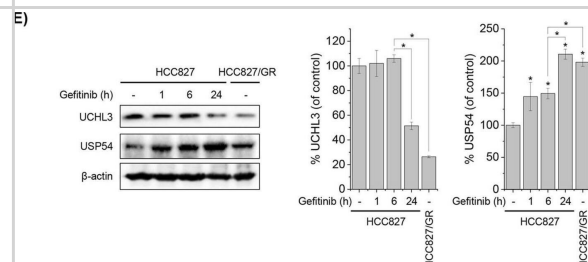 E)
HCC827 HCC827/GR
Gefitinib (h) - 1 6 24 -
UCHL3
USP54
β-actin
% UCHL3 (of control)
120
100
80
60
40
20
0
* *
Gefitinib (h) - 1 6 24 -
HCC827
HCC827/GR
% USP54 (of control)
250
200
150
100
50
0
* * * * * *
Gefitinib (h) - 1 6 24 -
HCC827
HCC827/GR